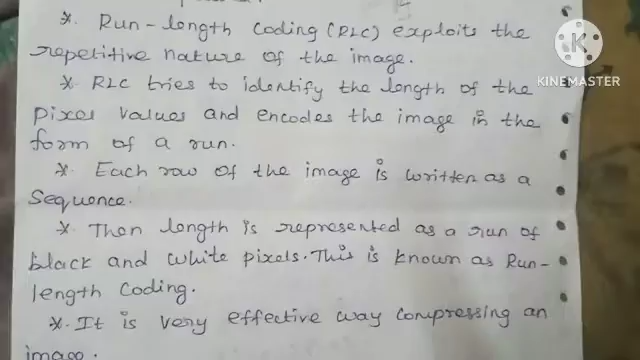 * Run-length Coding (RLC) exploits the
repetitive nature of the image.
* RLC tries to identify the length of the
pixel values and encodes the image in the
form of a run.
* Each row of the image is written as a
Sequence.
* Then length is represented as a run of
black and white pixels. This is known as Run-
length Coding.
* It is very effective way compressing an
image.
K
KINEMASTER